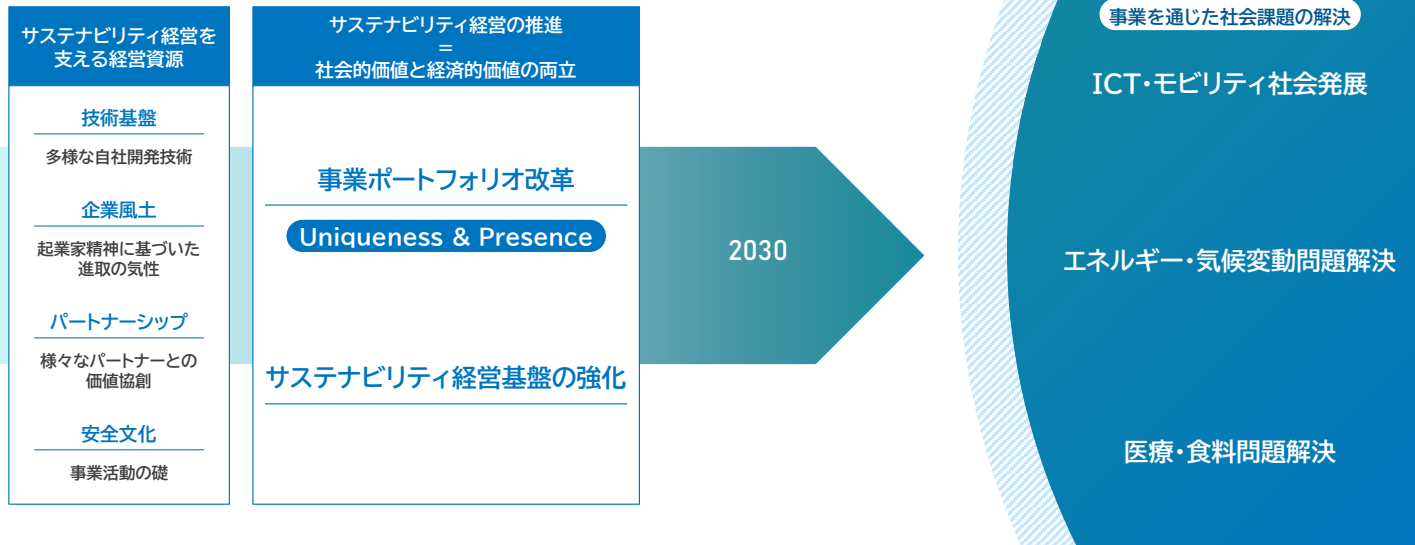 サステナビリティ経営を
支える経営資源
技術基盤
多様な自社開発技術
企業風土
起業家精神に基づいた
進取の気性
パートナーシップ
様々なパートナーとの
価値協創
安全文化
事業活動の礎
サステナビリティ経営の推進
=
社会的価値と経済的価値の両立
事業ポートフォリオ改革
Uniqueness & Presence
サステナビリティ経営基盤の強化
2030
事業を通じた社会課題の解決
ICT・モビリティ社会発展
エネルギー・気候変動問題解決
医療・食料問題解決